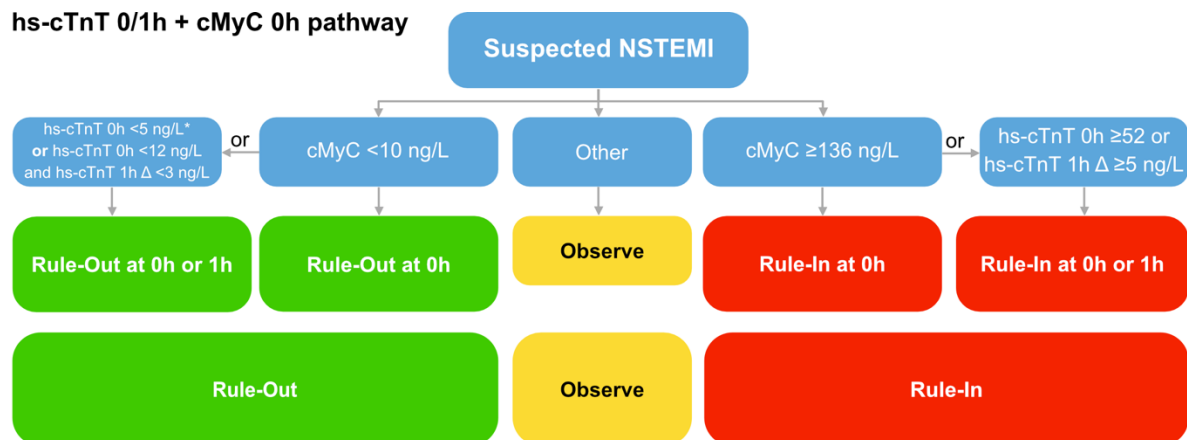 hs-cTnT 0/1h + cMyC 0h pathway
Suspected NSTEMI
hs-cTnT 0h <5 ng/L*
or hs-cTnT 0h <12 ng/L
and hs-cTnT 1h Δ <3 ng/L
or
cMyC <10 ng/L
Other
cMyC ≥136 ng/L
or
hs-cTnT 0h ≥52 or
hs-cTnT 1h Δ ≥5 ng/L
Rule-Out at 0h or 1h
Rule-Out at 0h
Observe
Rule-In at 0h
Rule-In at 0h or 1h
Rule-Out
Observe
Rule-In